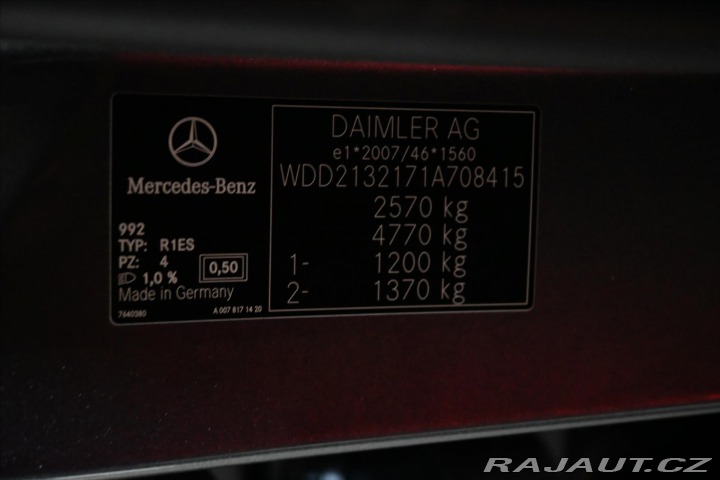 Mercedes-Benz
992
TYP: R1ES
PZ: 4
1,0 %
0,50
Made in Germany
7640380
A 007 817 14 20
DAIMLER AG
e1*2007/46*1560
WDD2132171A708415
2570 kg
4770 kg
1- 1200 kg
2- 1370 kg
RAJAUT.CZ